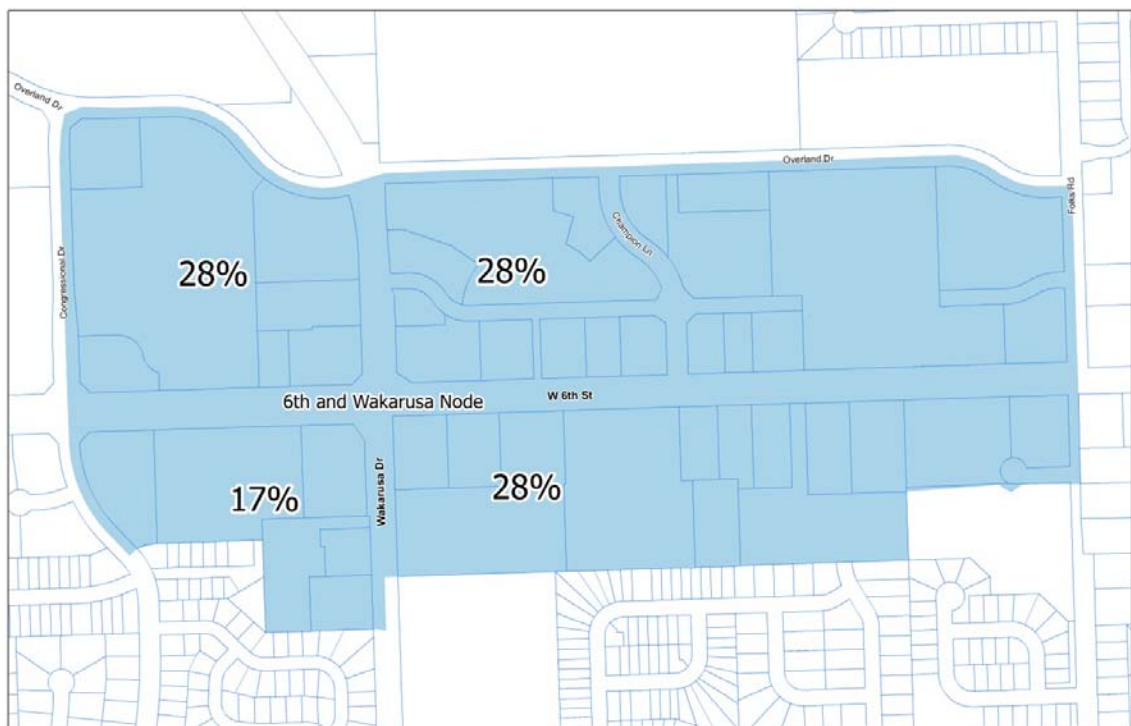 Overland Dr
Overland Dr
Folks Rd
Champion Ln
Congressional Dr
28%
28%
6th and Wakarusa Node
W 6th St
Wakarusa Dr
17%
28%